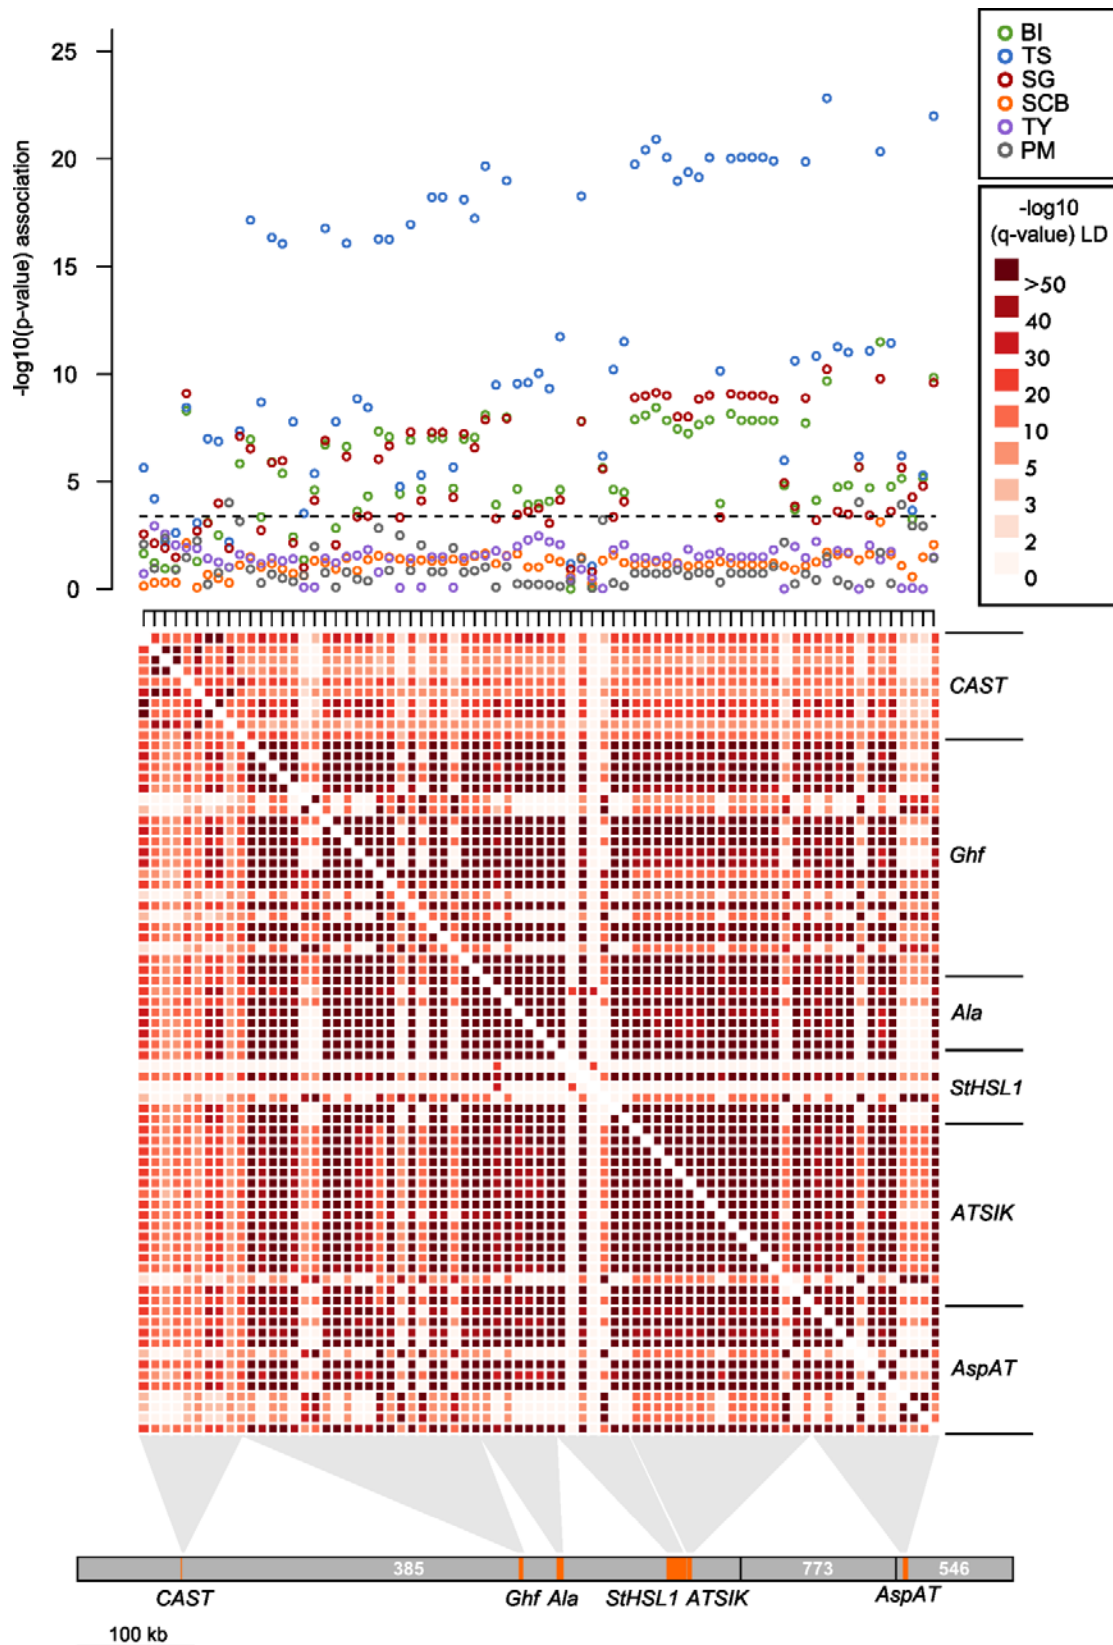 25
20
15
10
5
0
-log10(p-value) association
BI
TS
SG
SCB
TY
PM
-log10
(q-value) LD
>50
40
30
20
10
5
3
2
0
CAST
Ghf
Ala
StHSL1
ATSIK
AspAT
385 773 546
CAST Ghf Ala StHSL1 ATSIK AspAT
100 kb